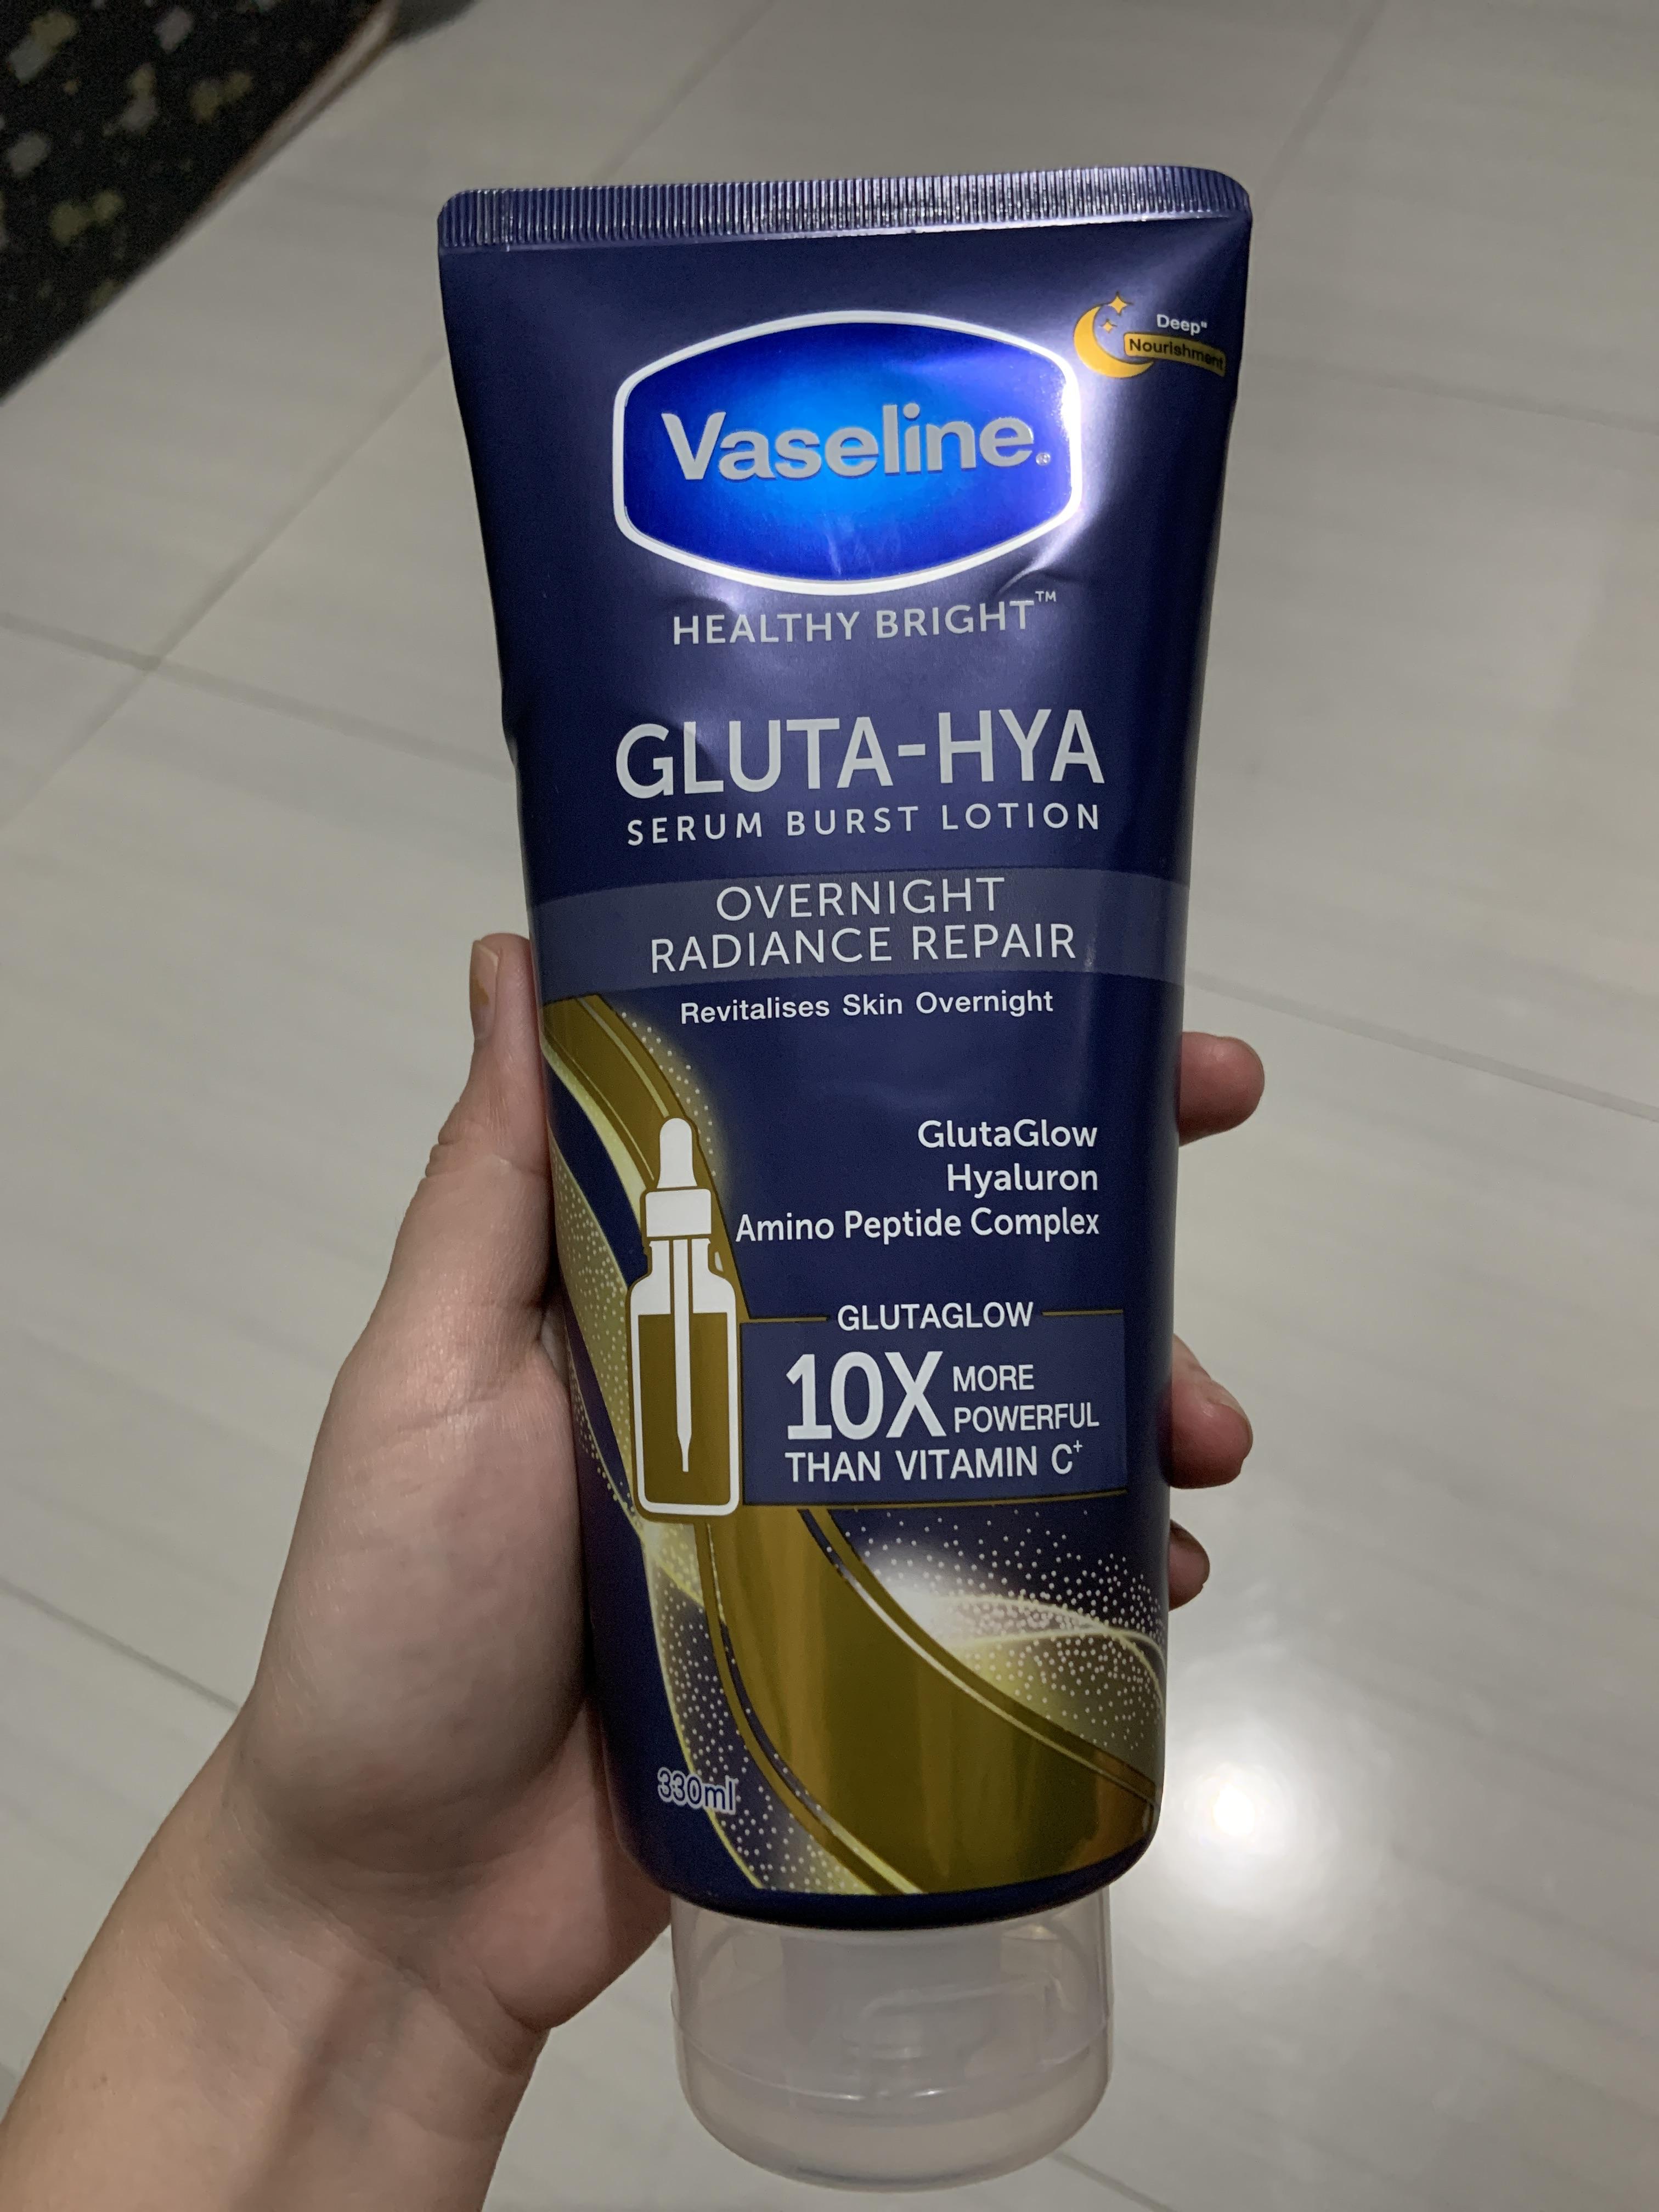 Deep"
Nourishment
Vaseline®
HEALTHY BRIGHT™
GLUTA-HYA
SERUM BURST LOTION
OVERNIGHT
RADIANCE REPAIR
Revitalises Skin Overnight
GlutaGlow
Hyaluron
Amino Peptide Complex
GLUTAGLOW
10X MORE
POWERFUL
THAN VITAMIN C⁺
330ml